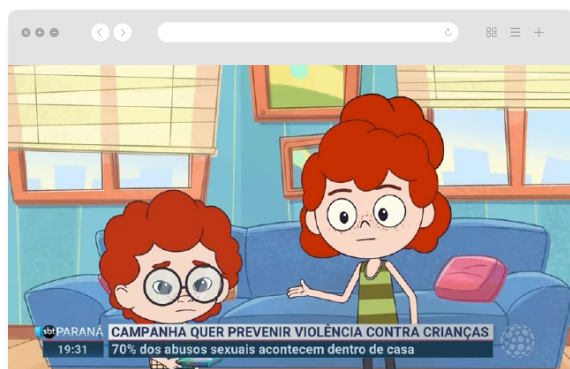 sbt PARANÁ
CAMPANHA QUER PREVENIR VIOLÊNCIA CONTRA CRIANÇAS
19:31
70% dos abusos sexuais acontecem dentro de casa